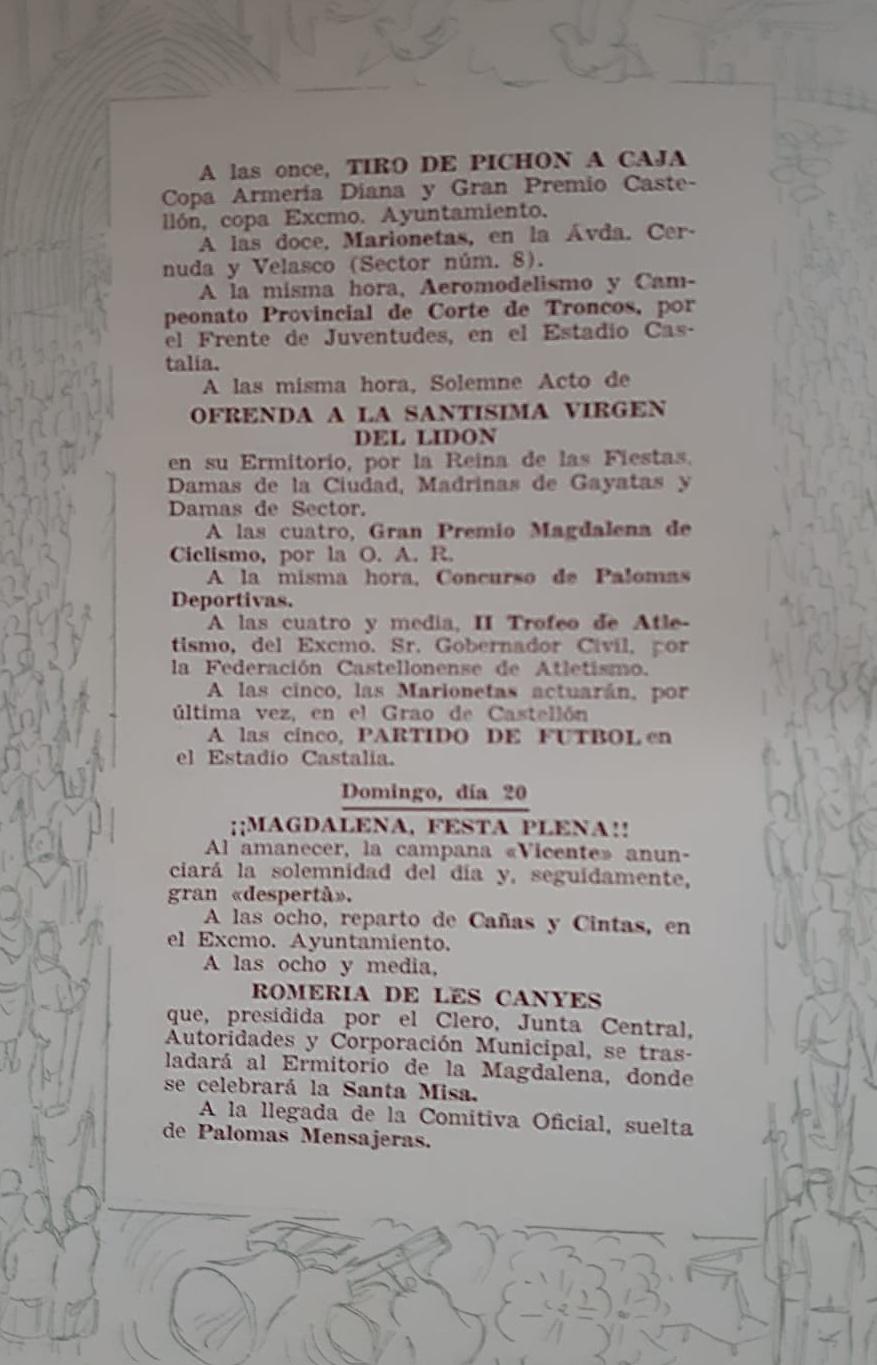 A las once, TIRO DE PICHON A CAJA
Copa Armería Diana y Gran Premio Caste-
llón, copa Excmo. Ayuntamiento.
A las doce, Marionetas, en la Ávda. Cer-
nuda y Velasco (Sector núm. 8).
A la misma hora, Aeromodelismo y Cam-
peonato Provincial de Corte de Troncos, por
el Frente de Juventudes, en el Estadio Cas-
talia.
A las misma hora, Solemne Acto de
OFRENDA A LA SANTISIMA VIRGEN
DEL LIDON
en su Ermitorio, por la Reina de las Fiestas,
Damas de la Ciudad, Madrinas de Gayatas y
Damas de Sector.
A las cuatro, Gran Premio Magdalena de
Ciclismo, por la O. A. R.
A la misma hora, Concurso de Palomas
Deportivas.
A las cuatro y media, II Trofeo de Atle-
tismo, del Excmo. Sr. Gobernador Civil, por
la Federación Castellonense de Atletismo.
A las cinco, las Marionetas actuarán, por
última vez, en el Grao de Castellón
A las cinco, PARTIDO DE FUTBOL en
el Estadio Castalia.
Domingo, día 20
¡¡MAGDALENA, FESTA PLENA!!
Al amanecer, la campana «Vicente» anun-
ciará la solemnidad del día y, seguidamente,
gran «despertà».
A las ocho, reparto de Cañas y Cintas, en
el Excmo. Ayuntamiento.
A las ocho y media,
ROMERIA DE LES CANYES
que, presidida por el Clero, Junta Central,
Autoridades y Corporación Municipal, se tras-
ladará al Ermitorio de la Magdalena, donde
se celebrará la Santa Misa.
A la llegada de la Comitiva Oficial, suelta
de Palomas Mensajeras.